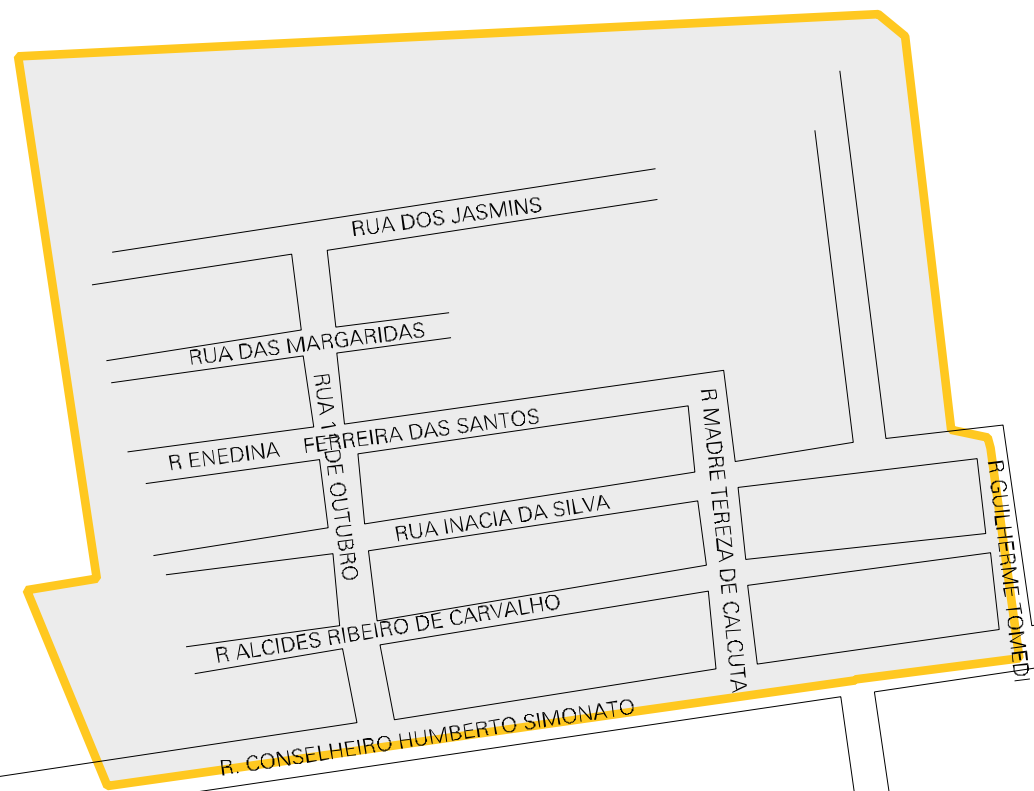 RUA DOS JASMINS
RUA DAS MARGARIDAS
RUA DE OUTUBRO
R ENEDINA FERREIRA DAS SANTOS
R MADRE TEREZA DE CALCUTA
RUA INACIA DA SILVA
R GUILHERME TOMEDI
R ALCIDES RIBEIRO DE CARVALHO
R. CONSELHEIRO HUMBERTO SIMONATO